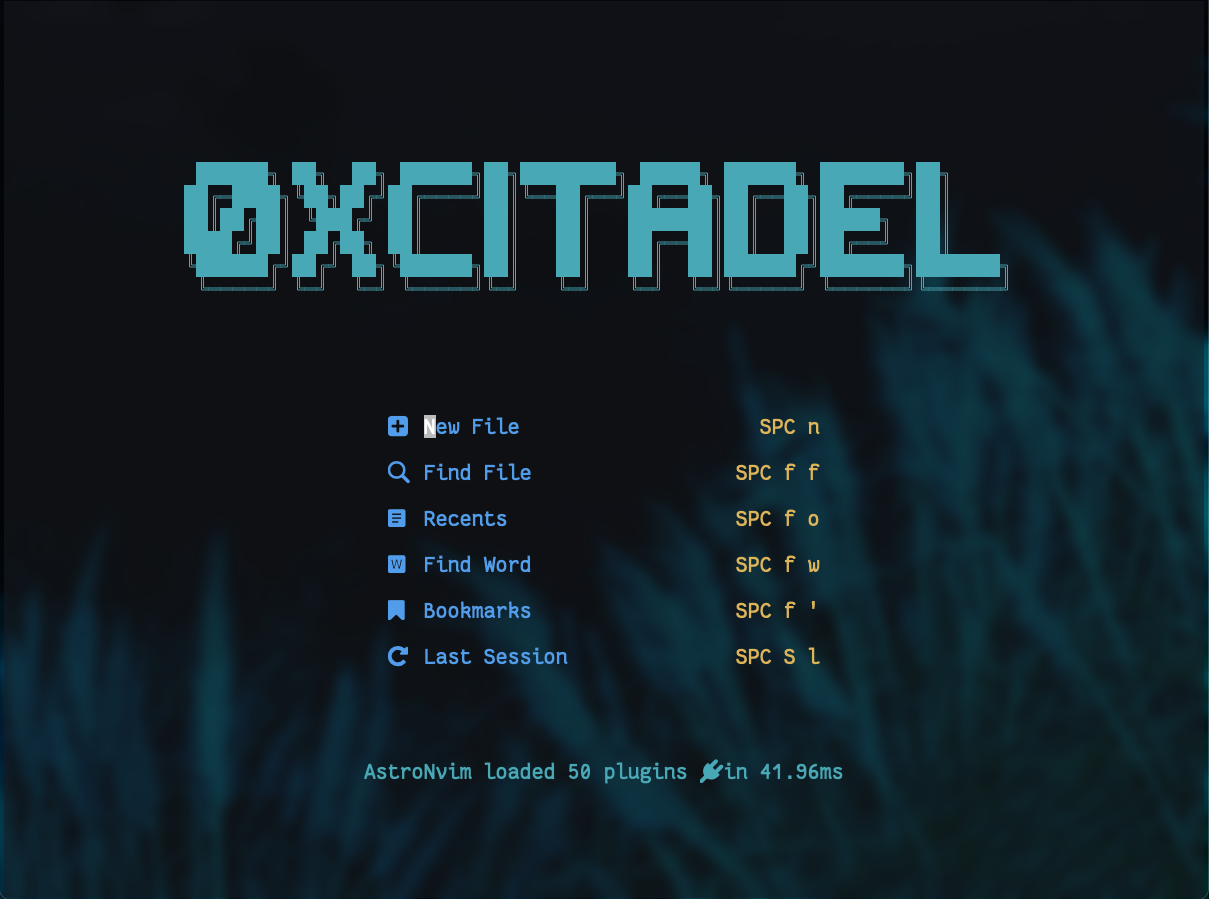 0XCITADEL
New File SPC n
Find File SPC f f
Recents SPC f o
Find Word SPC f w
Bookmarks SPC f '
Last Session SPC S l
AstroNvim loaded 50 plugins in 41.96ms